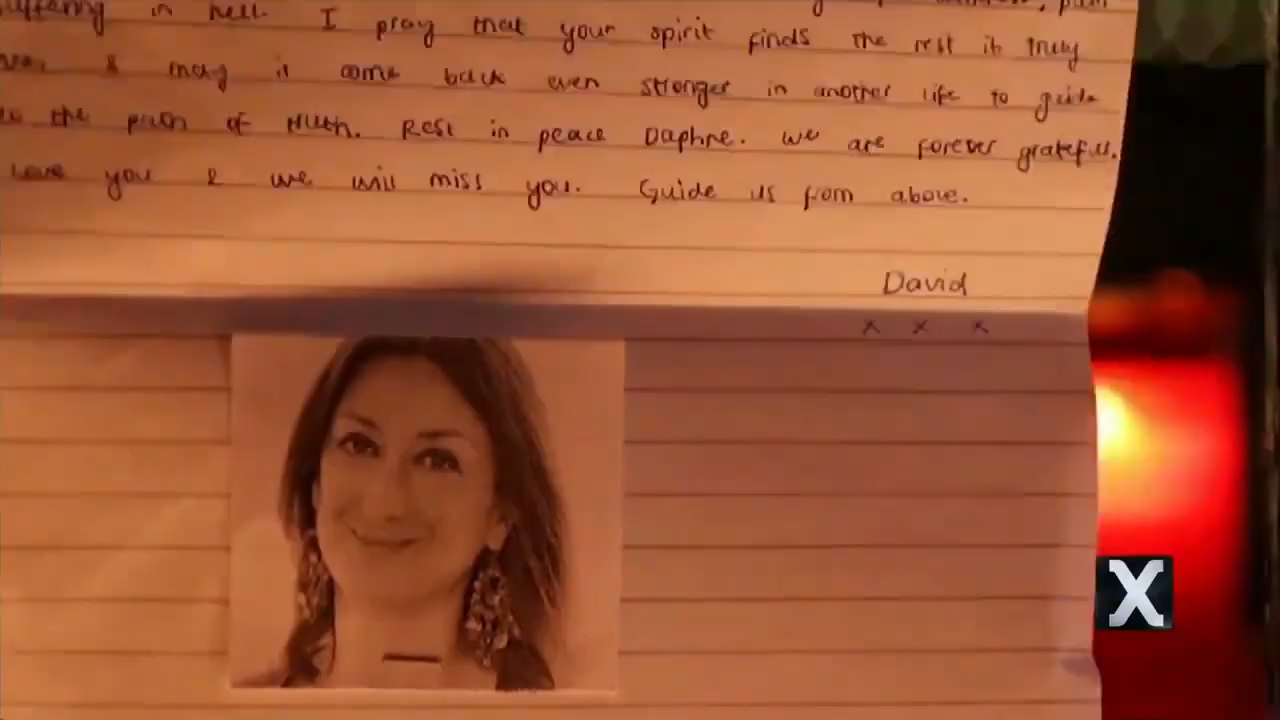 suffering in hell. I pray that your spirit finds the rest it truly
& may it come back even stronger in another life to guide
the path of truth. Rest in peace Daphne. We are forever grateful.
Love you & we will miss you. Guide us from above.
David
x x x
X